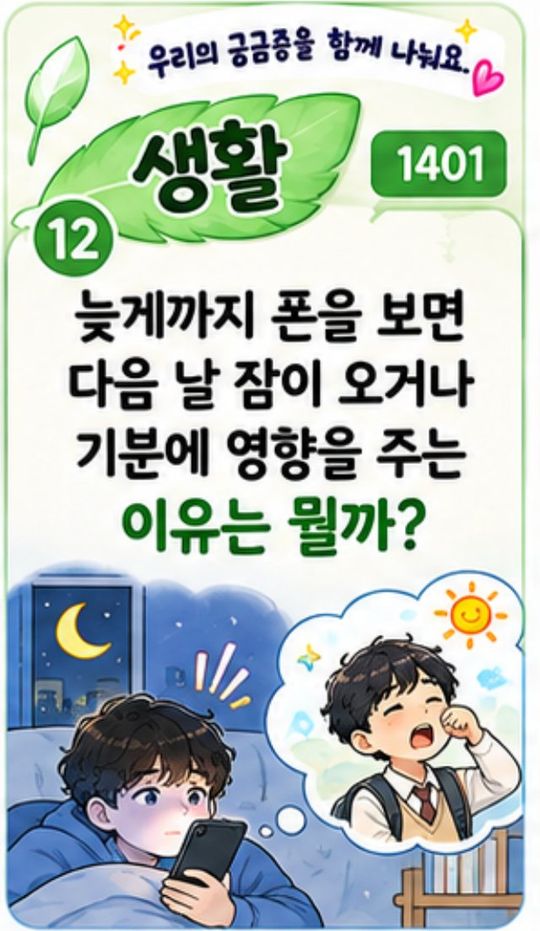 우리의 궁금증을 함께 나눠요.
생활
1401
12
늦게까지 폰을 보면
다음 날 잠이 오거나
기분에 영향을 주는
이유는 뭘까?